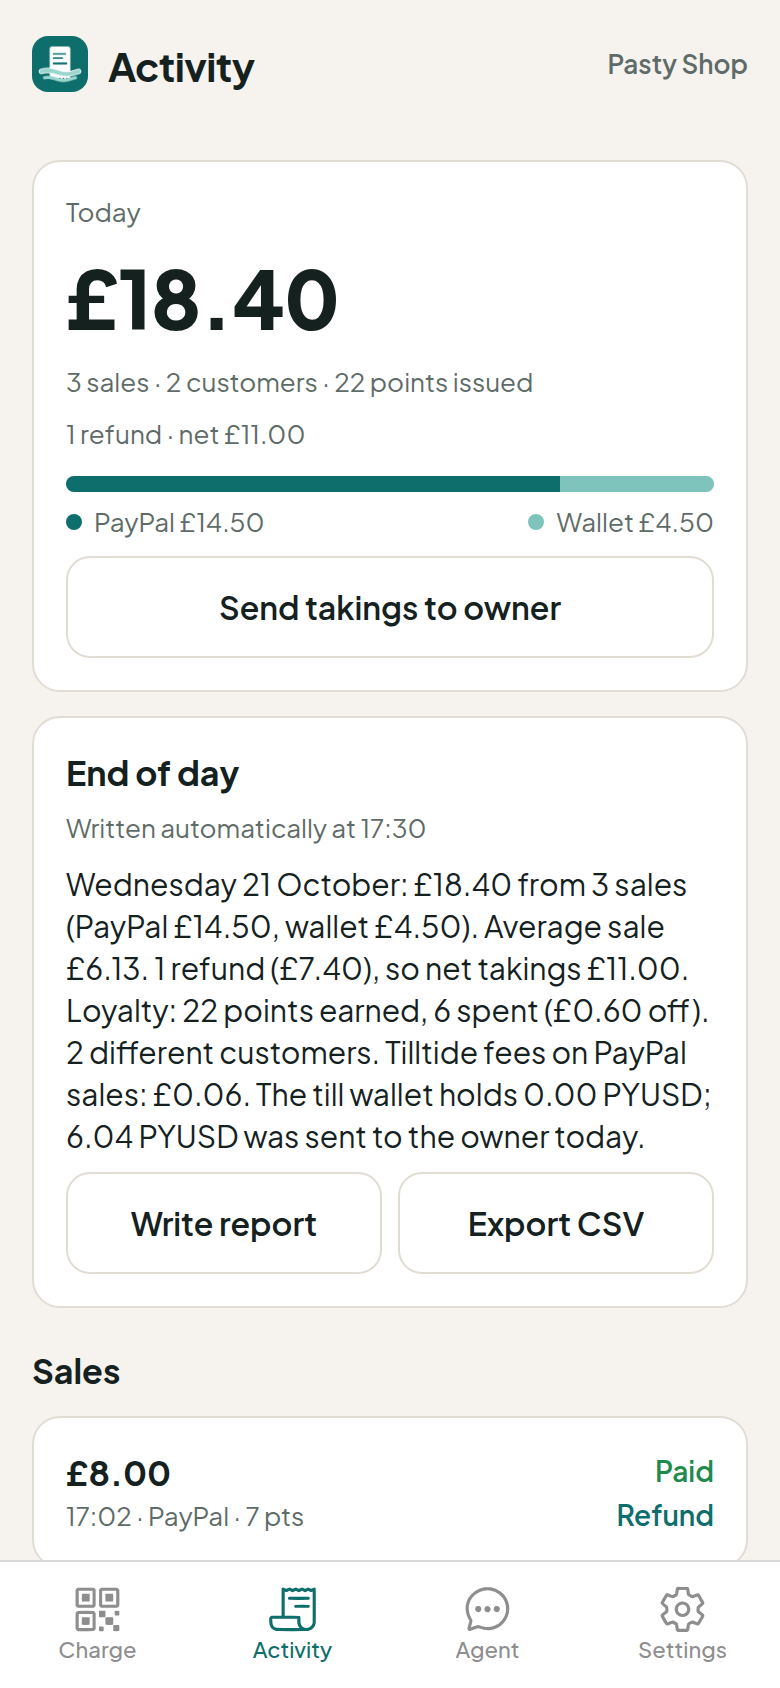 Activity
Pasty Shop
Today
£18.40
3 sales · 2 customers · 22 points issued
1 refund · net £11.00
PayPal £14.50
Wallet £4.50
Send takings to owner
End of day
Written automatically at 17:30
Wednesday 21 October: £18.40 from 3 sales
(PayPal £14.50, wallet £4.50). Average sale
£6.13. 1 refund (£7.40), so net takings £11.00.
Loyalty: 22 points earned, 6 spent (£0.60 off).
2 different customers. Tilltide fees on PayPal
sales: £0.06. The till wallet holds 0.00 PYUSD;
6.04 PYUSD was sent to the owner today.
Write report
Export CSV
Sales
£8.00
Paid
17:02 · PayPal · 7 pts
Refund
Charge
Activity
Agent
Settings